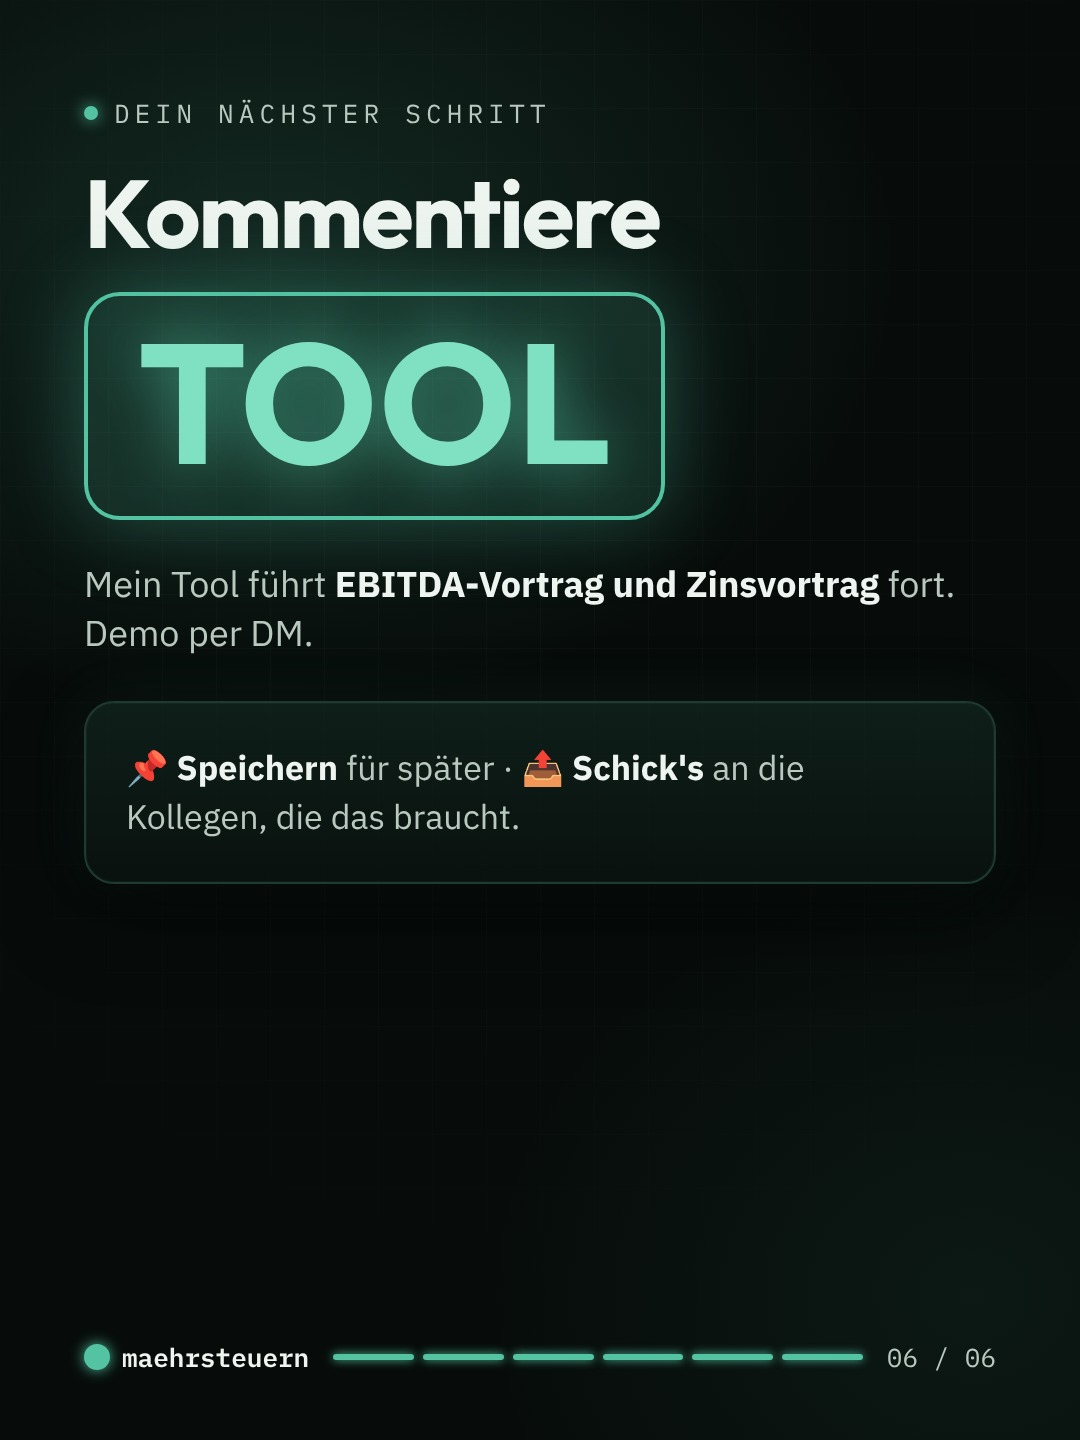 DEIN NÄCHSTER SCHRITT
Kommentiere
TOOL
Mein Tool führt EBITDA-Vortrag und Zinsvortrag fort.
Demo per DM.
📌 Speichern für später · 📤 Schick's an die
Kollegen, die das braucht.
maehrsteuern
06 / 06